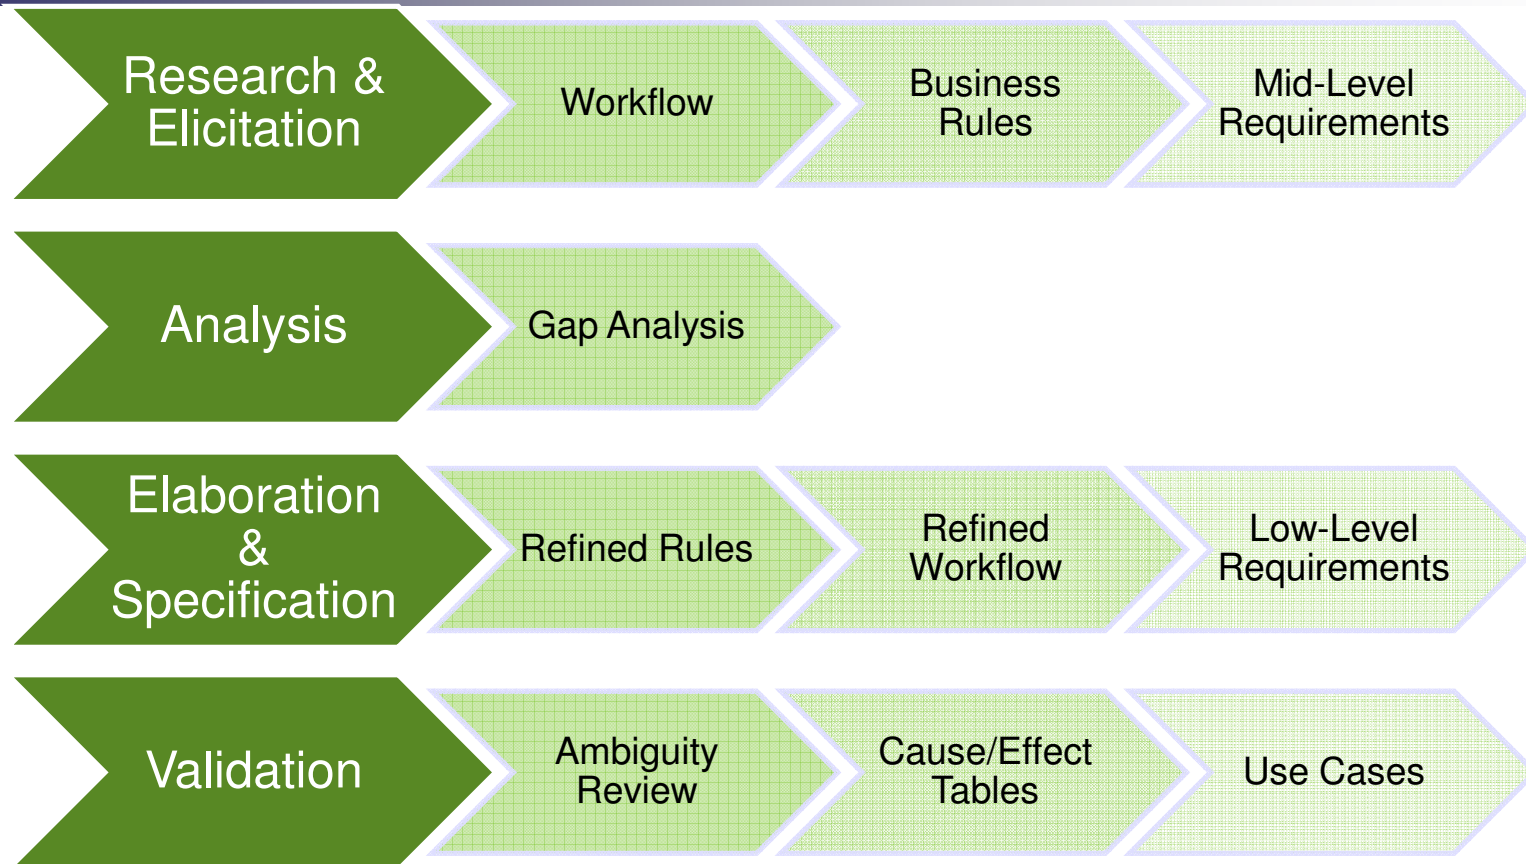 Research &
Elicitation
Workflow
Business
Rules
Mid-Level
Requirements
Analysis
Gap Analysis
Elaboration
&
Specification
Refined Rules
Refined
Workflow
Low-Level
Requirements
Validation
Ambiguity
Review
Cause/Effect
Tables
Use Cases